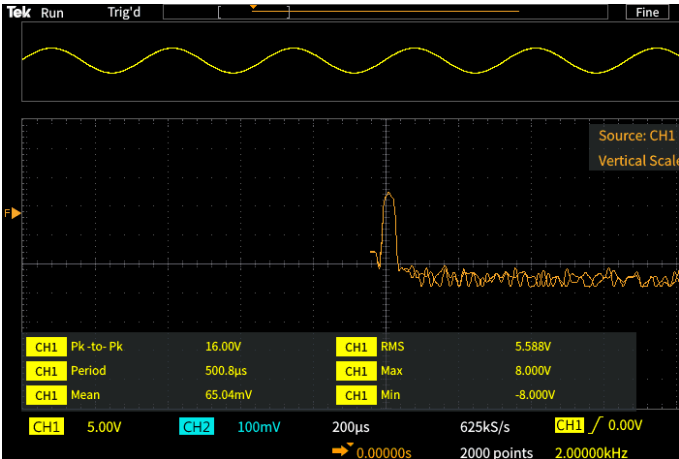 Tek Run Trig'd [ ] Fine
Source: CH1
Vertical Scale
F
CH1 Pk -to- Pk 16.00V CH1 RMS 5.588V
CH1 Period 500.8µs CH1 Max 8.000V
CH1 Mean 65.04mV CH1 Min -8.000V
CH1 5.00V CH2 100mV 200µs 625kS/s CH1 / 0.00V
0.00000s 2000 points 2.00000kHz